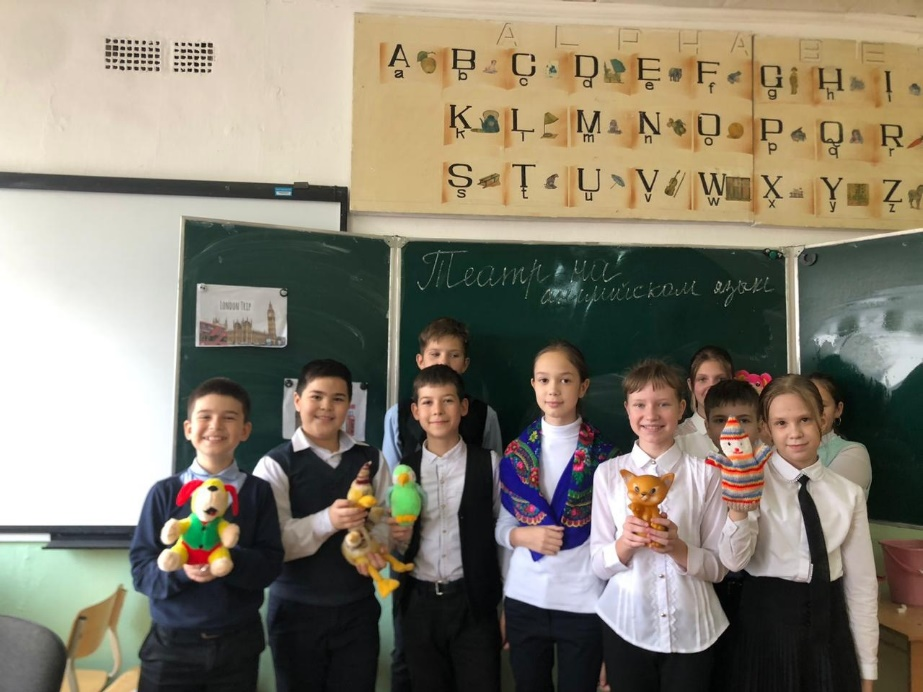 A L P H A B E
A B C D E F G H I
a b c d e f g h i
K L M N O P Q R
k l m n o p q r
S T U V W X Y Z
s t u v w x y z
Театр на
английском языке
LONDON TRIP